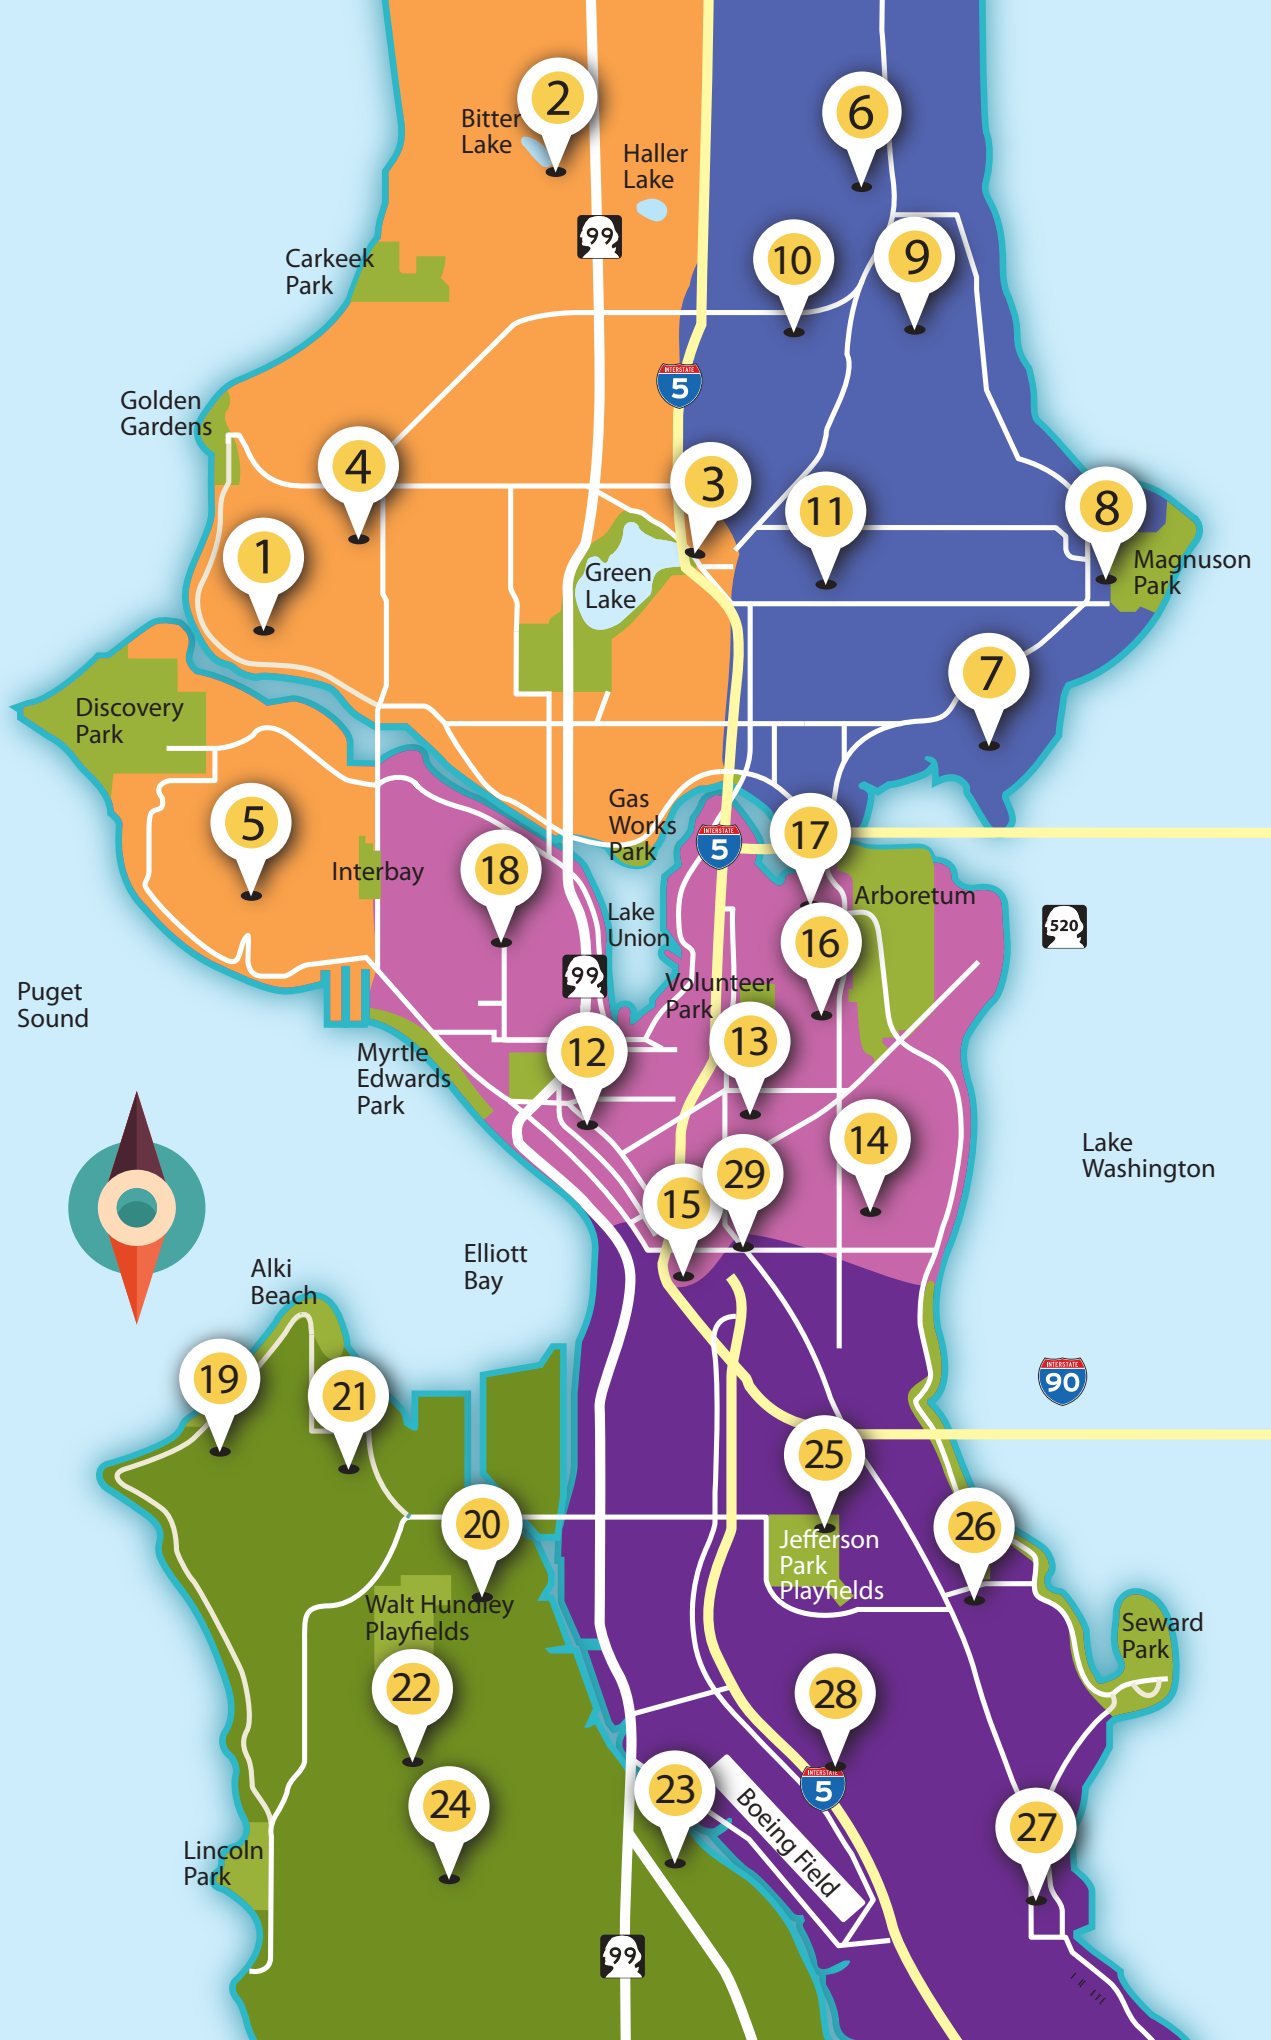 2
6
Bitter
Lake
Haller
Lake
99
10
9
Carkeek
Park
INTERSTATE
5
Golden
Gardens
4
3
11
8
1
Magnuson
Park
Green
Lake
7
Discovery
Park
5
Gas
Works
Park
INTERSTATE
5
17
18
Interbay
Arboretum
Lake
Union
520
16
99
Volunteer
Park
Puget
Sound
12
13
Myrtle
Edwards
Park
14
Lake
Washington
29
15
Elliott
Bay
Alki
Beach
19
21
INTERSTATE
90
25
20
26
Jefferson
Park
Playfields
Walt Hundley
Playfields
Seward
Park
22
28
INTERSTATE
5
23
24
Boeing Field
27
Lincoln
Park
99